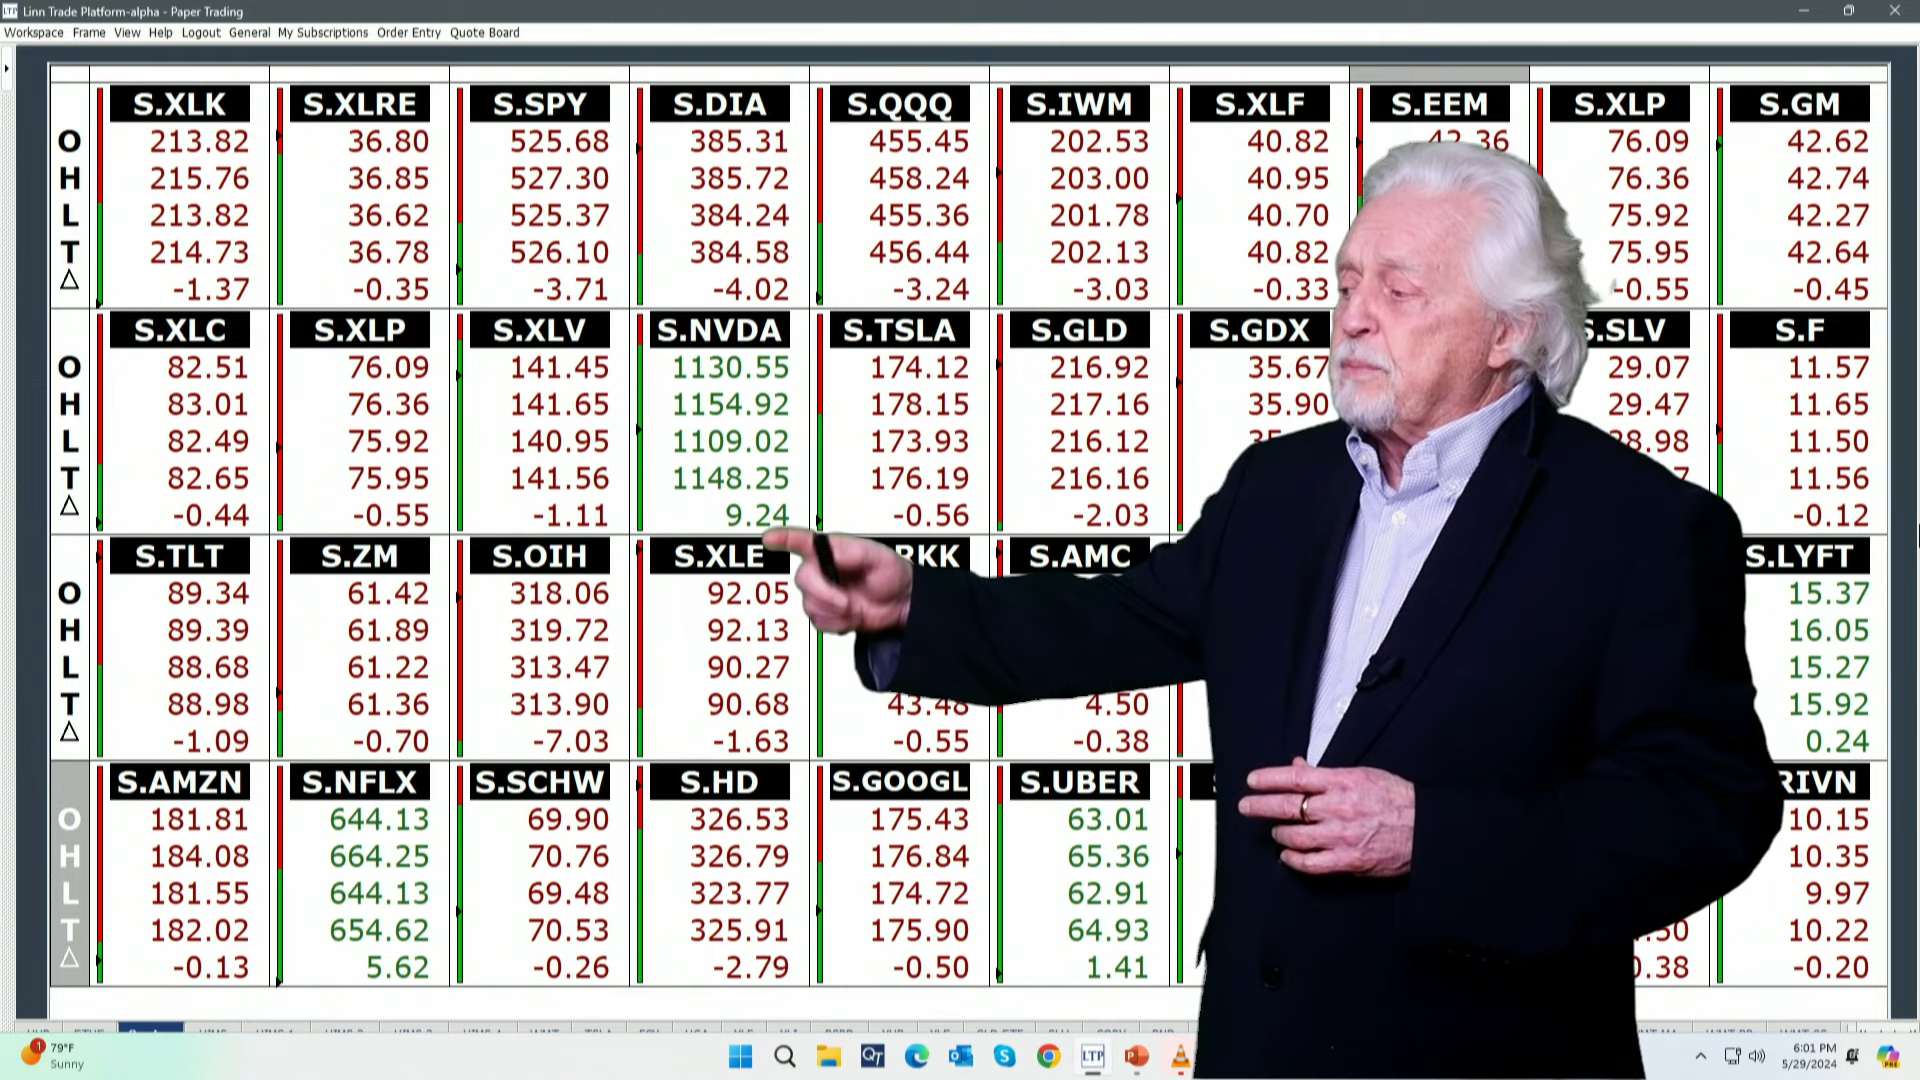 LTP Linn Trade Platform-alpha - Paper Trading
Workspace Frame View Help Logout General My Subscriptions Order Entry Quote Board
S.XLK S.XLRE S.SPY S.DIA S.QQQ S.IWM S.XLF S.EEM S.XLP S.GM
O 213.82 36.80 525.68 385.31 455.45 202.53 40.82 42.36 76.09 42.62
H 215.76 36.85 527.30 385.72 458.24 203.00 40.95 76.36 42.74
L 213.82 36.62 525.37 384.24 455.36 201.78 40.70 75.92 42.27
T 214.73 36.78 526.10 384.58 456.44 202.13 40.82 75.95 42.64
△ -1.37 -0.35 -3.71 -4.02 -3.24 -3.03 -0.33 -0.55 -0.45
S.XLC S.XLP S.XLV S.NVDA S.TSLA S.GLD S.GDX S.SLV S.F
O 82.51 76.09 141.45 1130.55 174.12 216.92 35.67 29.07 11.57
H 83.01 76.36 141.65 1154.92 178.15 217.16 35.90 29.47 11.65
L 82.49 75.92 140.95 1109.02 173.93 216.12 28.98 11.50
T 82.65 75.95 141.56 1148.25 176.19 216.16 11.56
△ -0.44 -0.55 -1.11 9.24 -0.56 -2.03 -0.12
S.TLT S.ZM S.OIH S.XLE RKK S.AMC S.LYFT
O 89.34 61.42 318.06 92.05 15.37
H 89.39 61.89 319.72 92.13 16.05
L 88.68 61.22 313.47 90.27 15.27
T 88.98 61.36 313.90 90.68 43.48 4.50 15.92
△ -1.09 -0.70 -7.03 -1.63 -0.55 -0.38 0.24
S.AMZN S.NFLX S.SCHW S.HD S.GOOGL S.UBER RIVN
O 181.81 644.13 69.90 326.53 175.43 63.01 10.15
H 184.08 664.25 70.76 326.79 176.84 65.36 10.35
L 181.55 644.13 69.48 323.77 174.72 62.91 9.97
T 182.02 654.62 70.53 325.91 175.90 64.93 10.22
△ -0.13 5.62 -0.26 -2.79 -0.50 1.41 .38 -0.20
1 79°F
Sunny
QT LTP
6:01 PM
5/29/2024
PRE